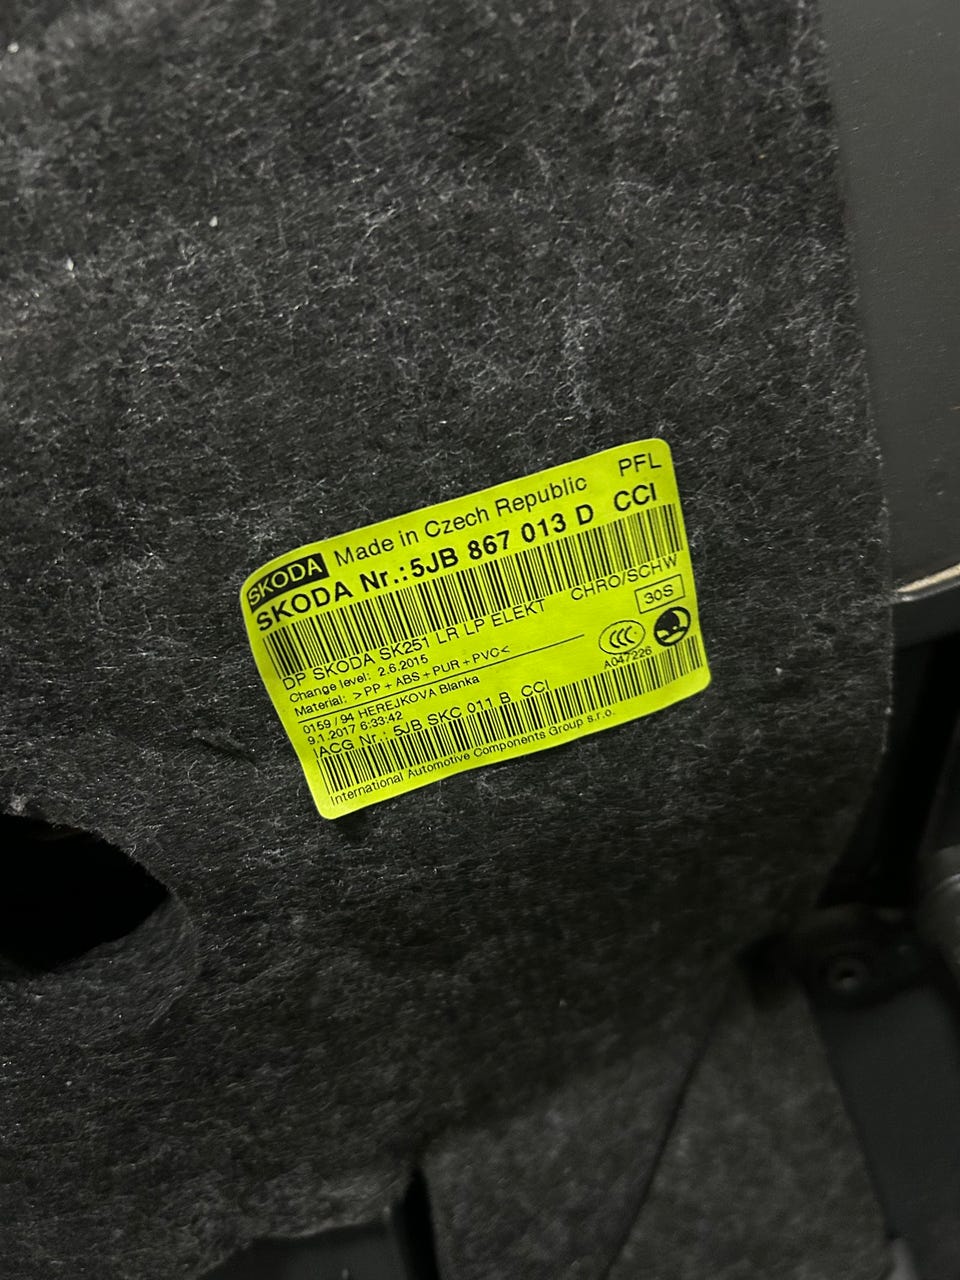 SKODA Made in Czech Republic PFL
SKODA Nr.:5JB 867 013 D CCI
DP SKODA SK251 LR LP ELEKT CHRO/SCHW
Change level: 2.6.2015 30S
Material: >PP+ABS+PUR+PVC<
CCC
A047226
0159 / 94 HEREJKOVA Blanka
9.1.2017 6:33:42
IACG Nr.: 5JB SKC 011 B CCI
International Automotive Components Group s.r.o.